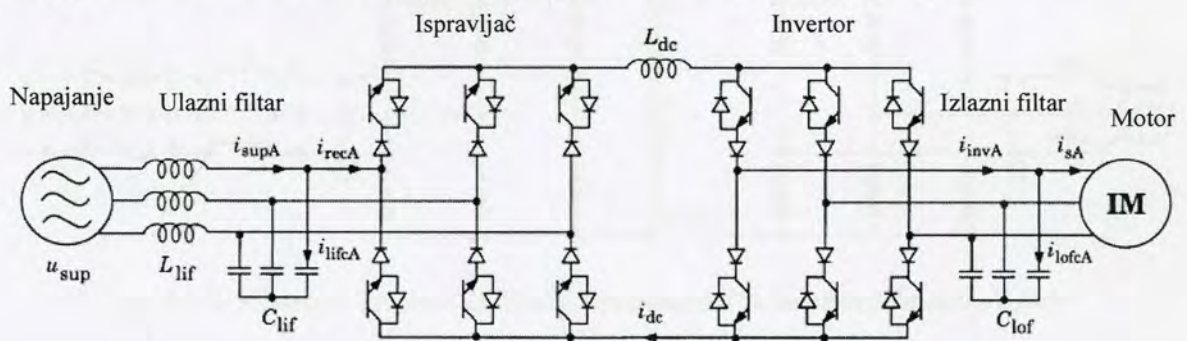 Ispravljač
Invertor
L_dc
Napajanje
Ulazni filtar
Izlazni filtar
Motor
i_supA
i_recA
i_invA
i_sA
IM
u_sup
L_lif
i_lifcA
i_lofcA
C_lif
i_dc
C_lof